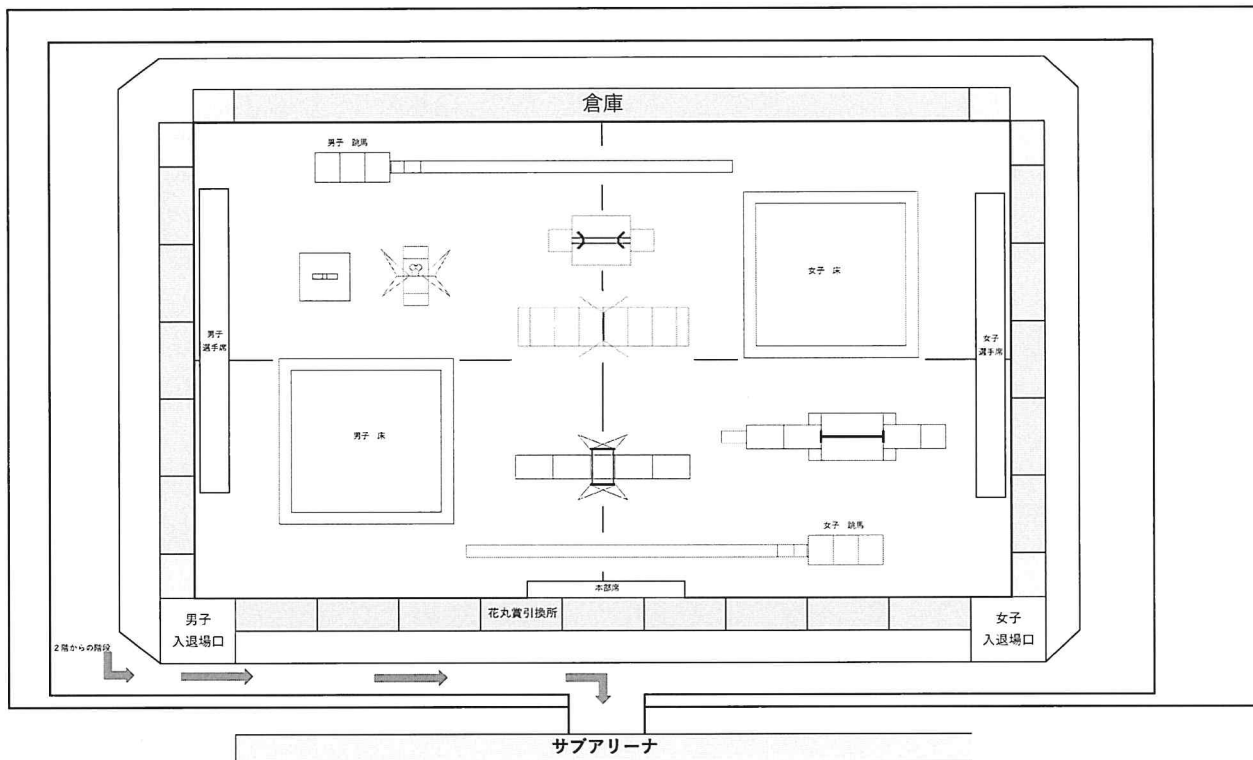 倉庫
男子 跳馬
女子 床
男子
選手席
女子
選手席
男子 床
女子 跳馬
本部席
花丸賞引換所
男子
入退場口
女子
入退場口
2階からの階段
サブアリーナ